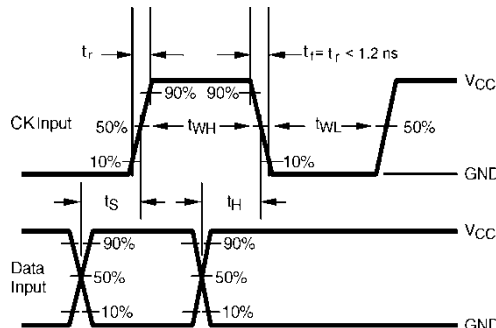 tr
tf = tr < 1.2 ns
VCC
90% 90%
CK Input
50%
tWH
tWL
50%
10%
10%
GND
tS
tH
VCC
90%
90%
Data
Input
50%
50%
10%
10%
GND